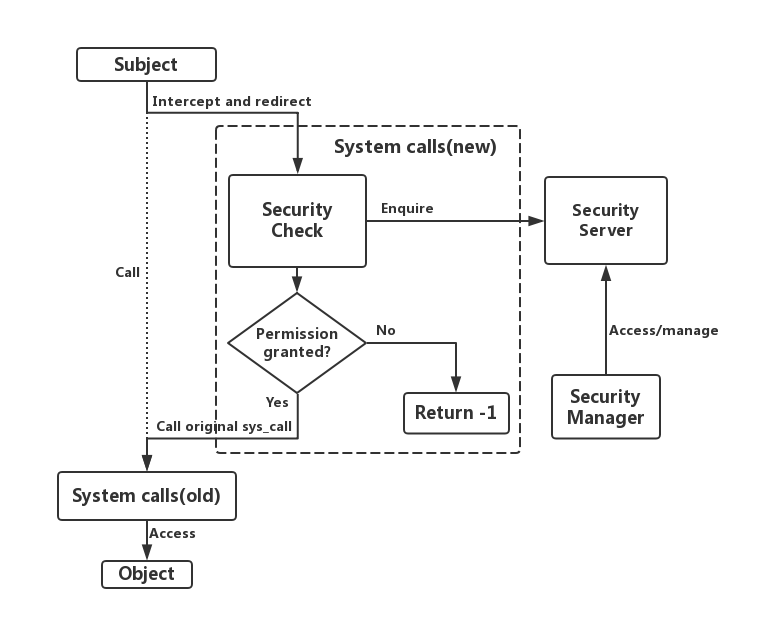 Subject
Intercept and redirect
System calls(new)
Security
Check
Enquire
Security
Server
Call
Permission
granted?
No
Access/manage
Yes
Return -1
Security
Manager
Call original sys_call
System calls(old)
Access
Object